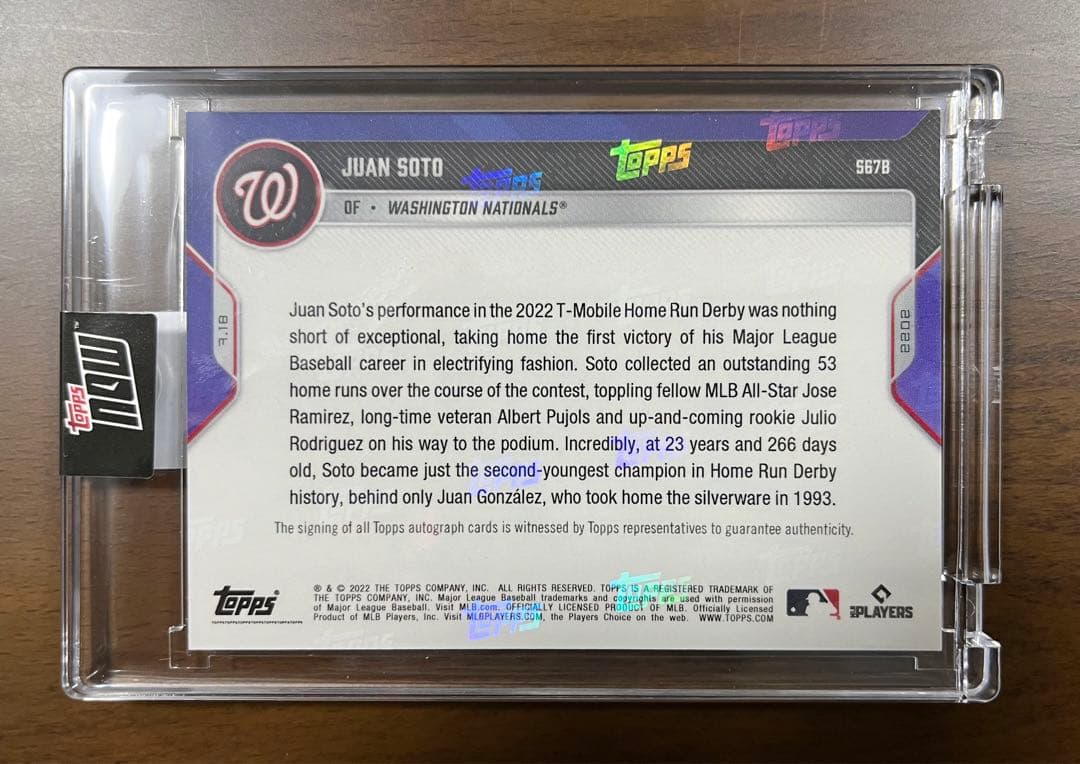 TOPPS
JUAN SOTO
TOPPS
TOPPS
567B
OF • WASHINGTON NATIONALS®
W
7.18
2022
TOPPS NOW
Juan Soto's performance in the 2022 T-Mobile Home Run Derby was nothing
short of exceptional, taking home the first victory of his Major League
Baseball career in electrifying fashion. Soto collected an outstanding 53
home runs over the course of the contest, toppling fellow MLB All-Star Jose
Ramirez, long-time veteran Albert Pujols and up-and-coming rookie Julio
Rodriguez on his way to the podium. Incredibly, at 23 years and 266 days
old, Soto became just the second-youngest champion in Home Run Derby
history, behind only Juan González, who took home the silverware in 1993.
The signing of all Topps autograph cards is witnessed by Topps representatives to guarantee authenticity.
Topps®
® & © 2022 THE TOPPS COMPANY, INC. ALL RIGHTS RESERVED. TOPPS IS A REGISTERED TRADEMARK OF
THE TOPPS COMPANY, INC. Major League Baseball trademarks and copyrights are used with permission
of Major League Baseball. Visit MLB.com. OFFICIALLY LICENSED PRODUCT OF MLB. Officially Licensed
Product of MLB Players, Inc. Visit MLBPLAYERS.COM, the Players Choice on the web. WWW.TOPPS.COM
TOPPS
TOPPS
PLAYERS